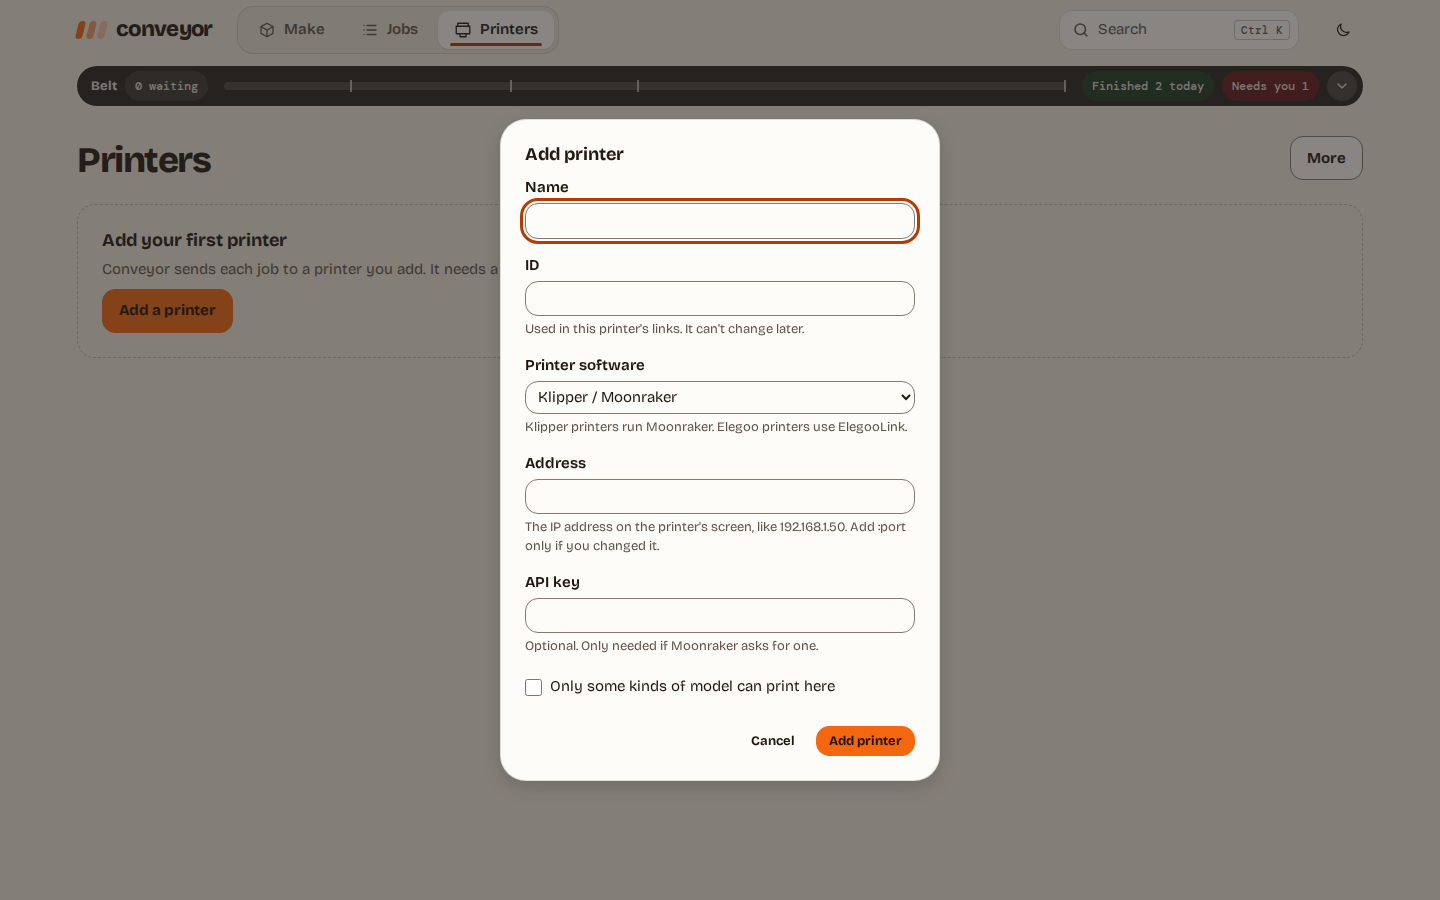 conveyor
Make
Jobs
Printers
Search
Ctrl K
Belt
0 waiting
Finished 2 today
Needs you 1
Printers
More
Add your first printer
Conveyor sends each job to a printer you add. It needs a
Add a printer
Add printer
Name
ID
Used in this printer's links. It can't change later.
Printer software
Klipper / Moonraker
Klipper printers run Moonraker. Elegoo printers use ElegooLink.
Address
The IP address on the printer's screen, like 192.168.1.50. Add :port
only if you changed it.
API key
Optional. Only needed if Moonraker asks for one.
Only some kinds of model can print here
Cancel
Add printer